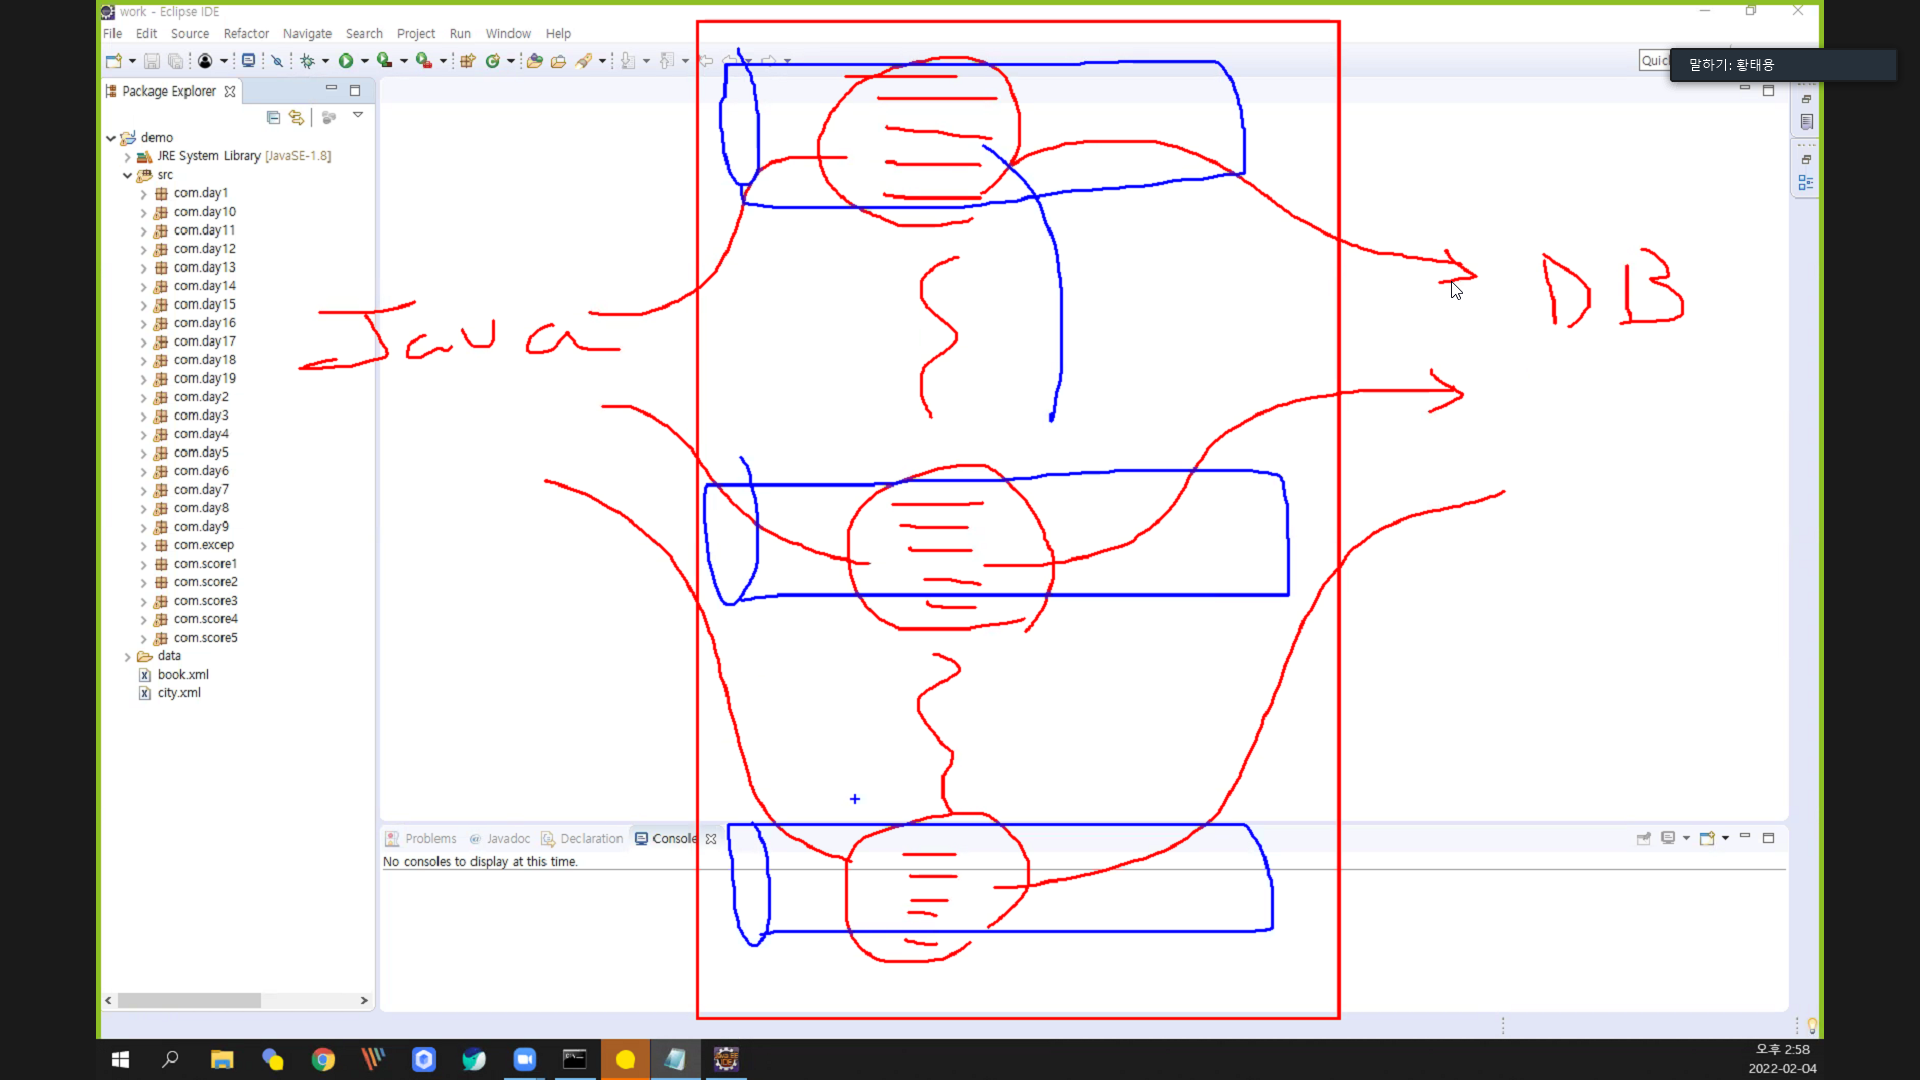 work - Eclipse IDE
File Edit Source Refactor Navigate Search Project Run Window Help
Quic
말하기: 황태용
Package Explorer
demo
JRE System Library [JavaSE-1.8]
src
com.day1
com.day10
com.day11
com.day12
com.day13
com.day14
com.day15
com.day16
com.day17
com.day18
com.day19
com.day2
com.day3
com.day4
com.day5
com.day6
com.day7
com.day8
com.day9
com.excep
com.score1
com.score2
com.score3
com.score4
com.score5
data
book.xml
city.xml
Java
DB
Problems Javadoc Declaration Console
No consoles to display at this time.
오후 2:58
2022-02-04